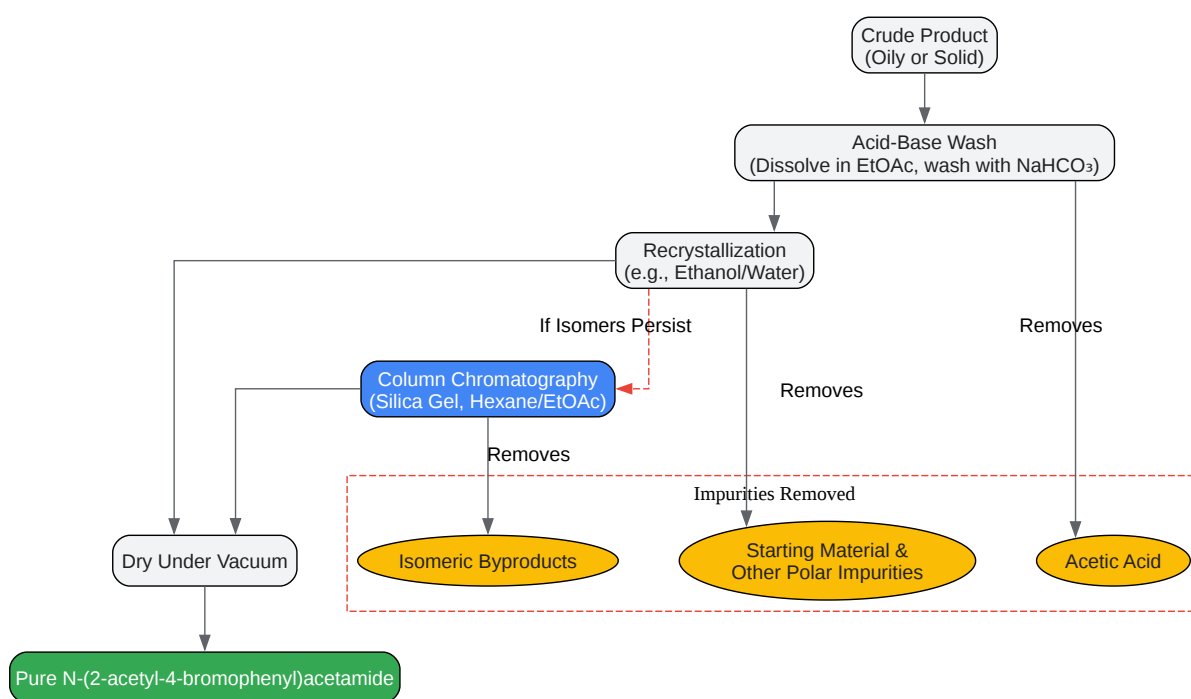 Crude Product
(Oily or Solid)
Acid-Base Wash
(Dissolve in EtOAc, wash with NaHCO₃)
Recrystallization
(e.g., Ethanol/Water)
If Isomers Persist
Removes
Column Chromatography
(Silica Gel, Hexane/EtOAc)
Removes
Removes
Impurities Removed
Dry Under Vacuum
Isomeric Byproducts
Starting Material &
Other Polar Impurities
Acetic Acid
Pure N-(2-acetyl-4-bromophenyl)acetamide